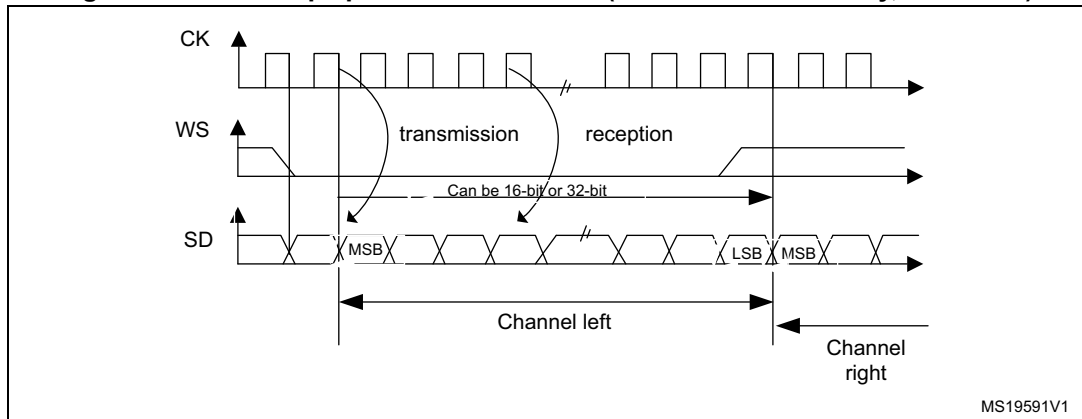 CK
WS
transmission
reception
Can be 16-bit or 32-bit
SD
MSB
LSB
MSB
Channel left
Channel
right
MS19591V1